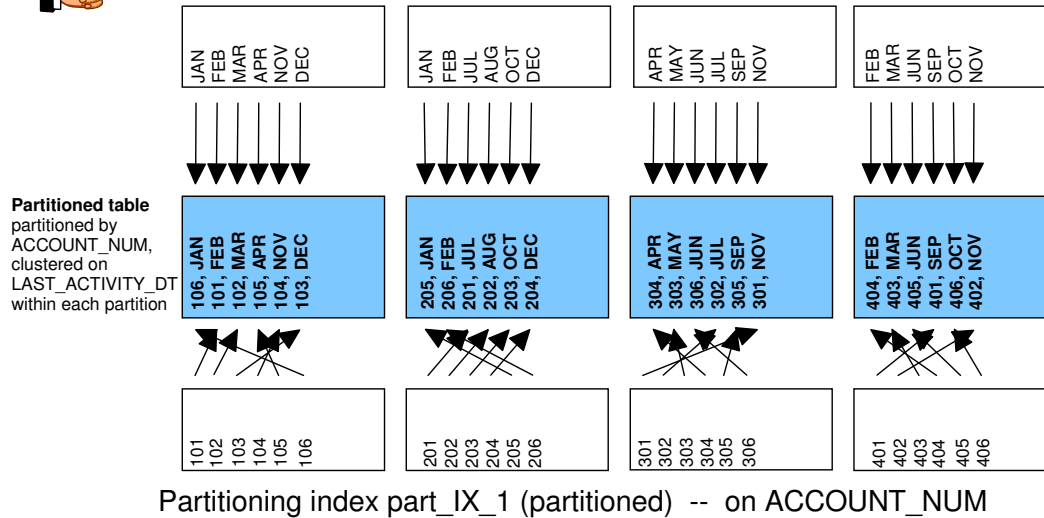 JAN
FEB
MAR
APR
NOV
DEC
JAN
FEB
JUL
AUG
OCT
DEC
APR
MAY
JUN
JUL
SEP
NOV
FEB
MAR
JUN
SEP
OCT
NOV
Partitioned table
partitioned by
ACCOUNT_NUM,
clustered on
LAST_ACTIVITY_DT
within each partition
106, JAN
101, FEB
102, MAR
105, APR
104, NOV
103, DEC
205, JAN
206, FEB
201, JUL
202, AUG
203, OCT
204, DEC
304, APR
303, MAY
306, JUN
302, JUL
305, SEP
301, NOV
404, FEB
403, MAR
405, JUN
401, SEP
406, OCT
402, NOV
101
102
103
104
105
106
201
202
203
204
205
206
301
302
303
304
305
306
401
402
403
404
405
406
Partitioning index part_IX_1 (partitioned) -- on ACCOUNT_NUM